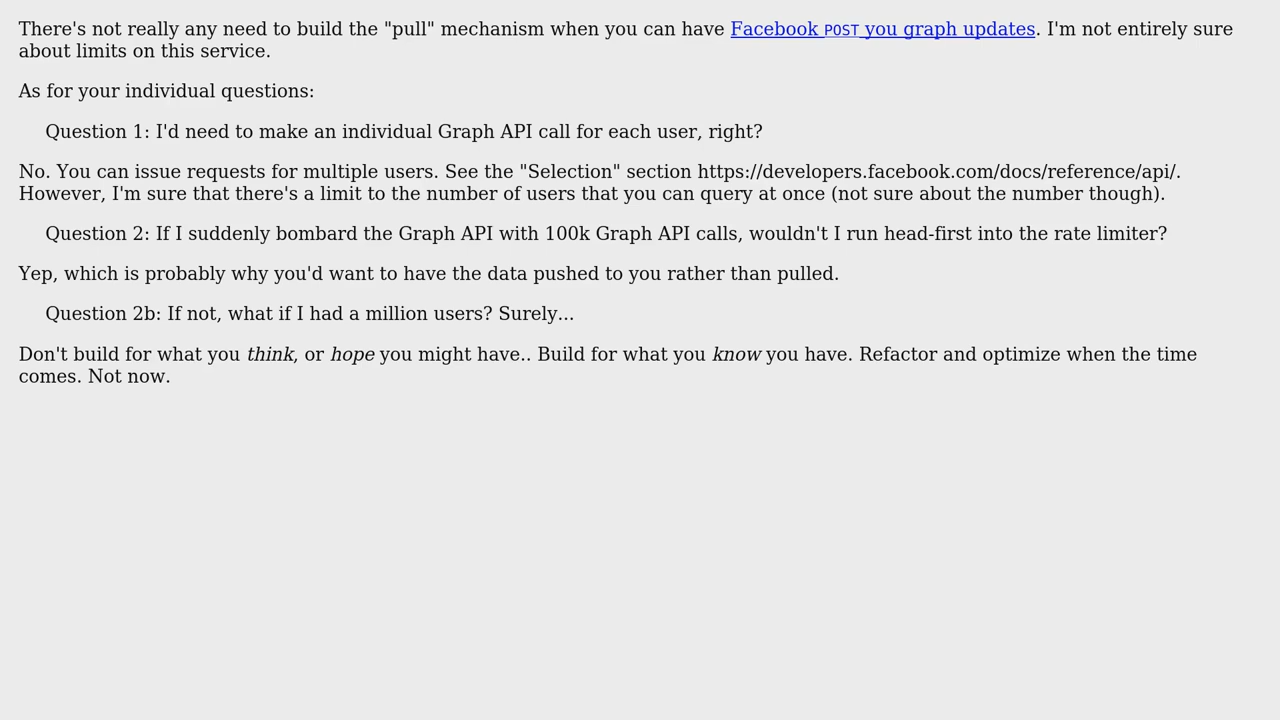 There's not really any need to build the "pull" mechanism when you can have Facebook POST you graph updates. I'm not entirely sure
about limits on this service.
As for your individual questions:
Question 1: I'd need to make an individual Graph API call for each user, right?
No. You can issue requests for multiple users. See the "Selection" section https://developers.facebook.com/docs/reference/api/.
However, I'm sure that there's a limit to the number of users that you can query at once (not sure about the number though).
Question 2: If I suddenly bombard the Graph API with 100k Graph API calls, wouldn't I run head-first into the rate limiter?
Yep, which is probably why you'd want to have the data pushed to you rather than pulled.
Question 2b: If not, what if I had a million users? Surely...
Don't build for what you think, or hope you might have.. Build for what you know you have. Refactor and optimize when the time
comes. Not now.